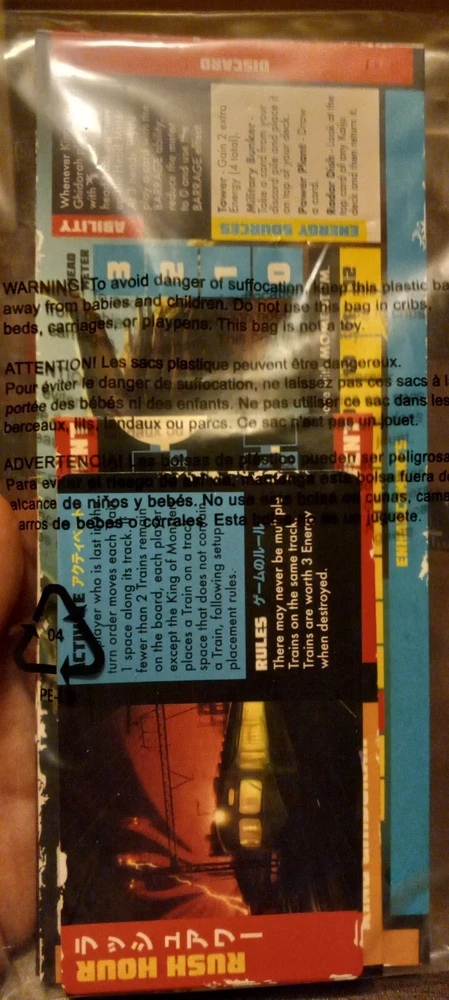 DISCARD
ABILITY
Whenever
Ghidorah
with
to 0 and use the
BARRAGE
ENERGY SOURCES
Tower - Gain 2 extra
Energy [4 total].
Military Bunker -
Take a card from your
discard pile and place it
on top of your deck.
Power Plant - Draw
a card.
Radar Dish - Look at the
top card of any Kaiju
deck and then return it.
3
2
1
0
WARNING! To avoid danger of suffocation, keep this plastic
away from babies and children. Do not use this bag in cribs,
beds, carriages, or playpens. This bag is not a toy.
ATTENTION! Les sacs plastique peuvent être dangereux.
Pour éviter le danger de suffocation, ne laissez pas ces sacs à
portée des bébés ni des enfants. Ne pas utiliser ce sac dans les
berceaux, lits, landaux ou parcs. Ce sac n'est pas un jouet.
ADVERTENCIA! Las bolsas de plástico pueden ser
Para evitar el riesgo de asfixia, mantenga esta bolsa fuera
alcance de niños y bebés. No use esta bolsa en cunas,
de bebés o corrales. Esta es un juguete.
04
アクティベート
player who is last in
turn order moves each
1 space along its track.
fewer than 2 Trains remain
on the board, each player
except the King of Monsters
places a Train on a track
space that does not contain
a Train, following setup
placement rules.
RULES ゲームのルール
There may never be multiple
Trains on the same track.
Trains are worth 3 Energy
when destroyed.
ラッシュアワー
RUSH HOUR
KING GHIDORAH